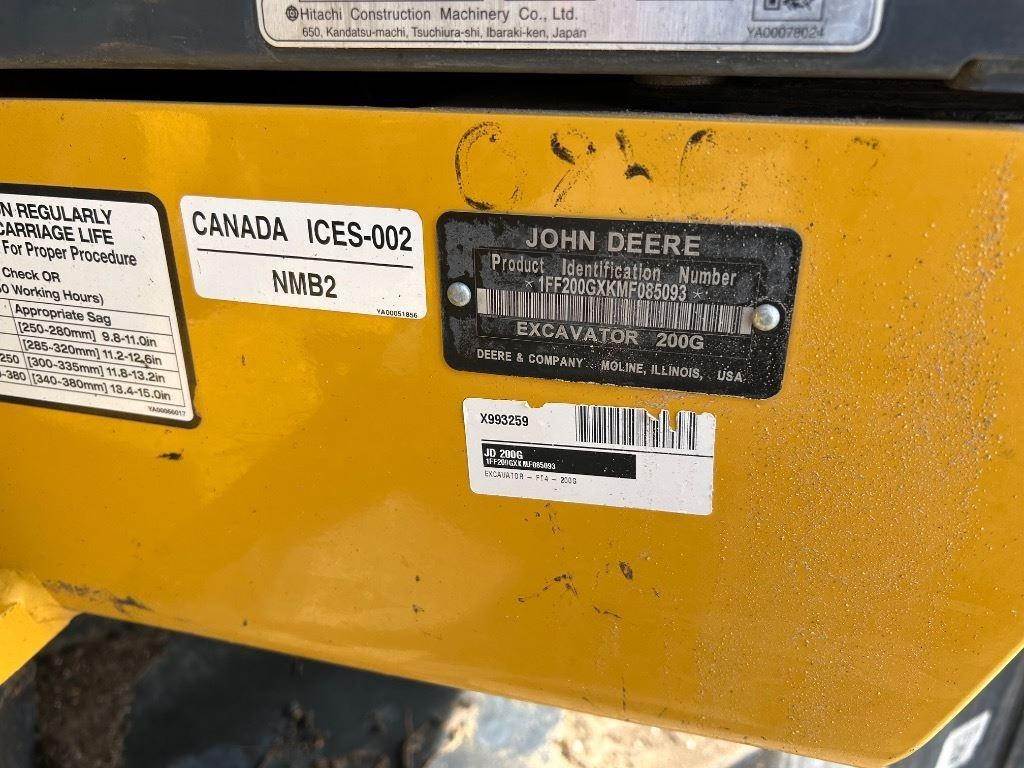 ©Hitachi Construction Machinery Co., Ltd.
650, Kandatsu-machi, Tsuchiura-shi, Ibaraki-ken, Japan
YA00078024
N REGULARLY
CARRIAGE LIFE
For Proper Procedure
Check OR
0 Working Hours)
Appropriate Sag
[250-280mm] 9.8-11.0in
[285-320mm] 11.2-12.6in
250 [300-335mm] 11.8-13.2in
-380 [340-380mm] 13.4-15.0in
YA00066017
CANADA ICES-002
NMB2
YA00051856
JOHN DEERE
Product Identification Number
*1FF200GXKMF085093*
EXCAVATOR 200G
DEERE & COMPANY MOLINE, ILLINOIS, USA
X993259
JD 200G
1FF200GXKMF085093
EXCAVATOR - FT4 - 200G